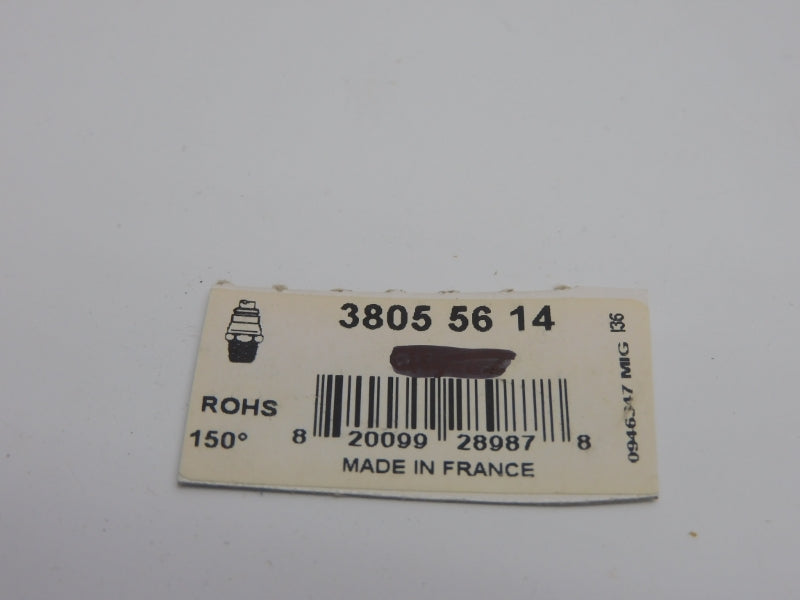 3805 56 14
ROHS
150°
8 20099 28987 8
MADE IN FRANCE
0946347 MIG 136